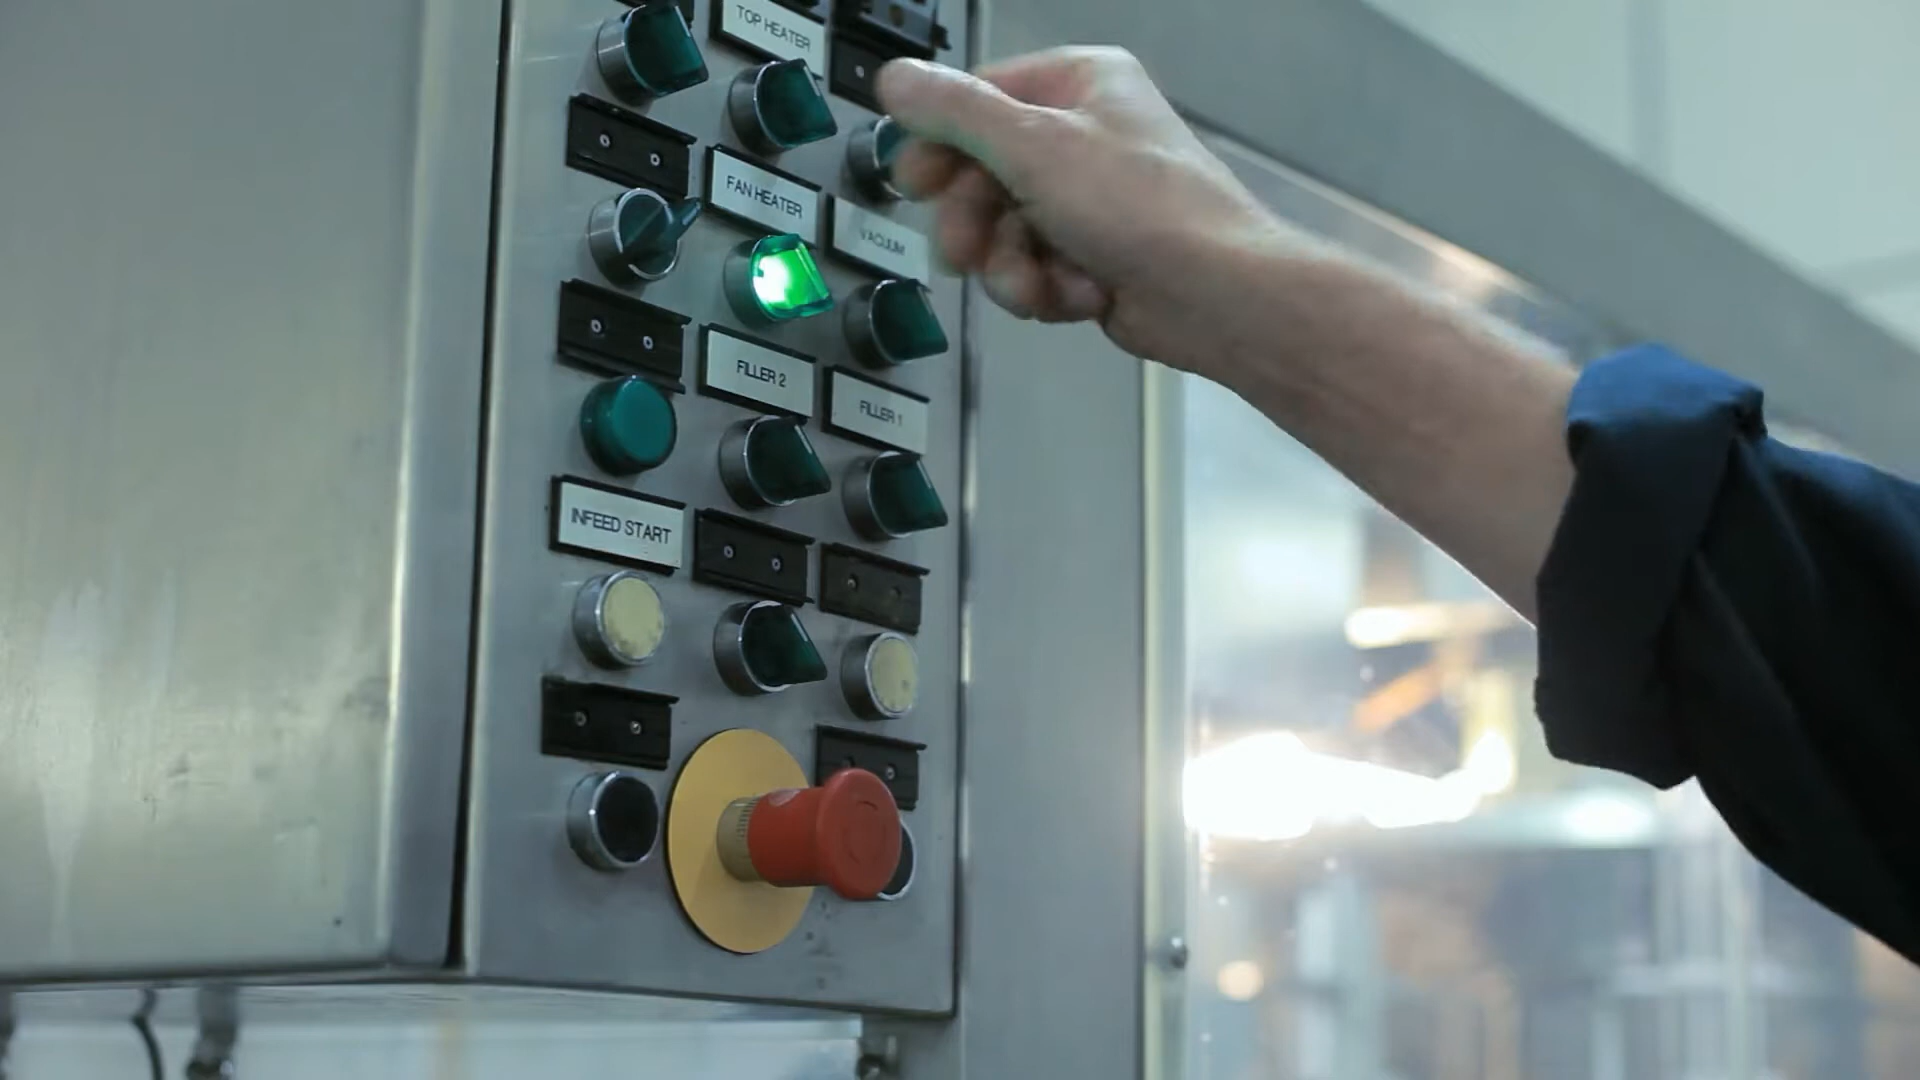 TOP HEATER
FAN HEATER
VACUUM
FILLER 2
FILLER 1
INFEED START